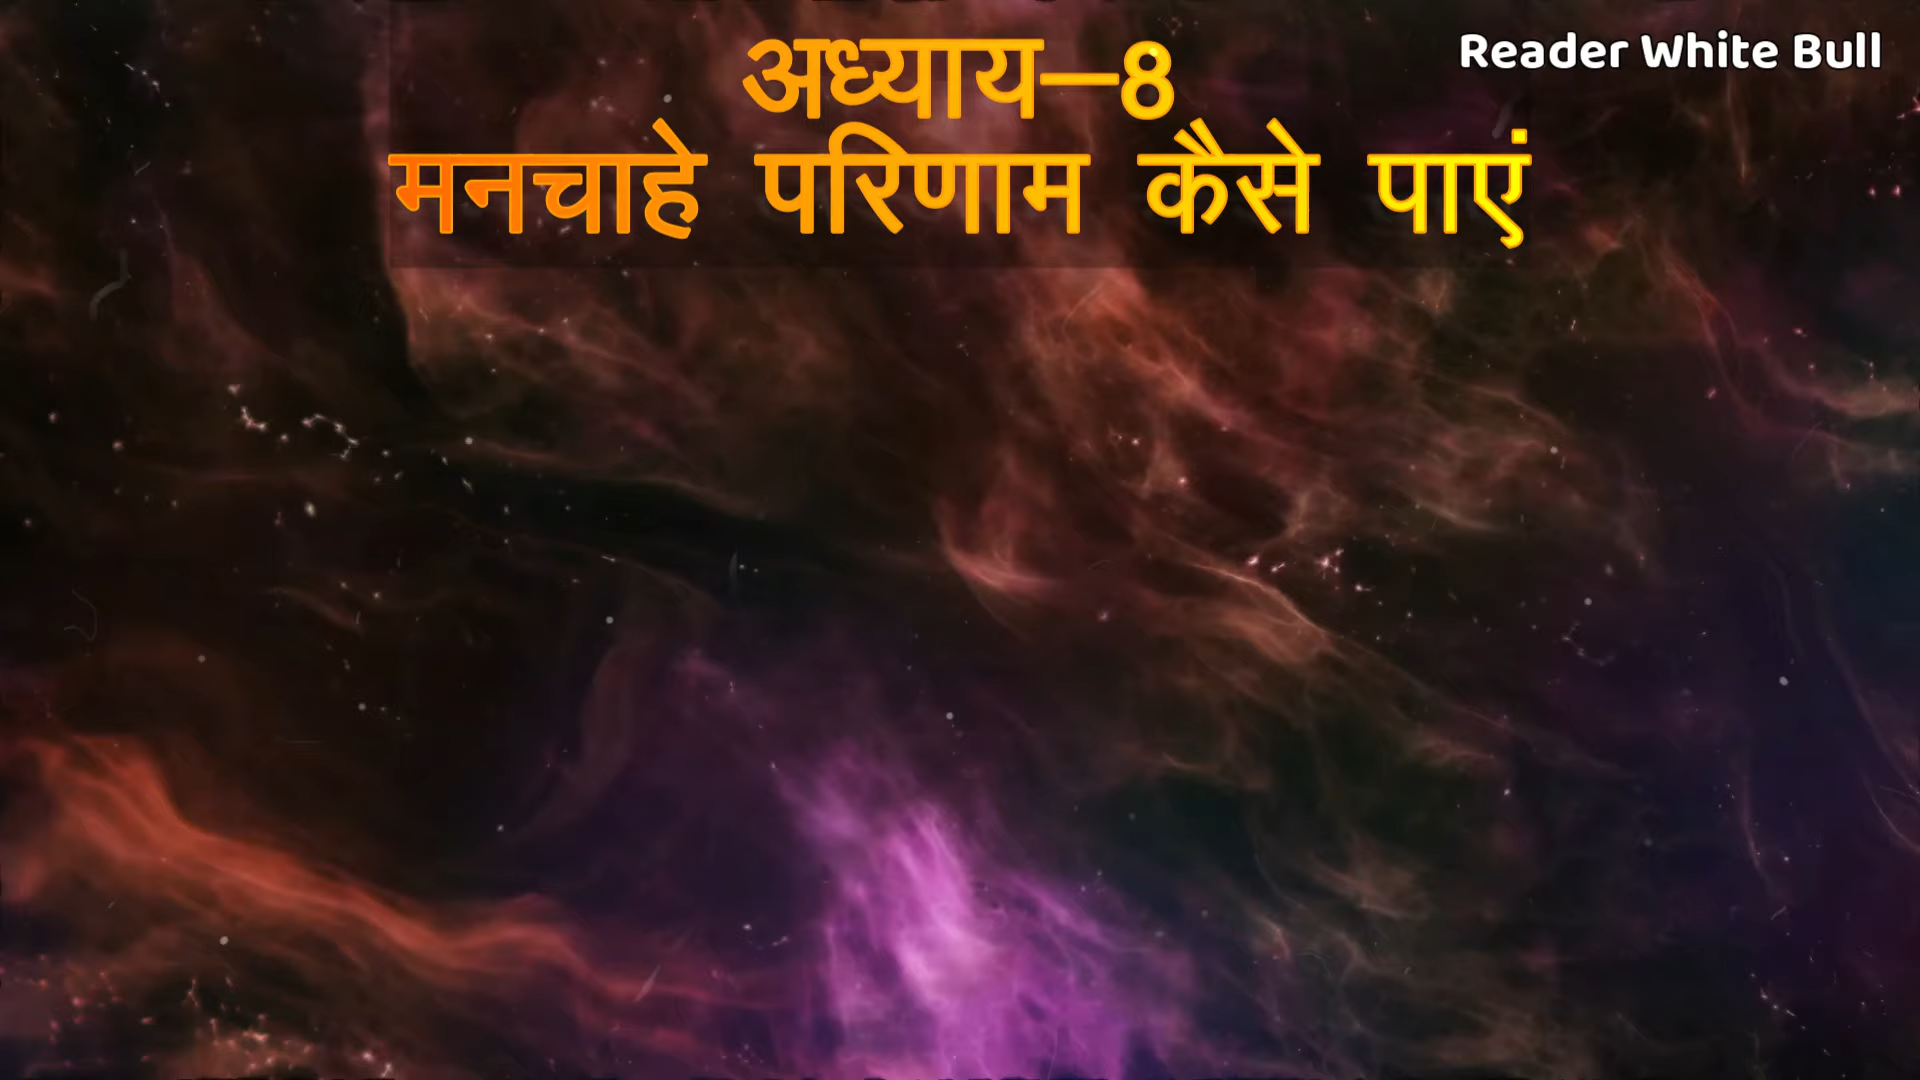 Reader White Bull
अध्याय–8
मनचाहे परिणाम कैसे पाएं